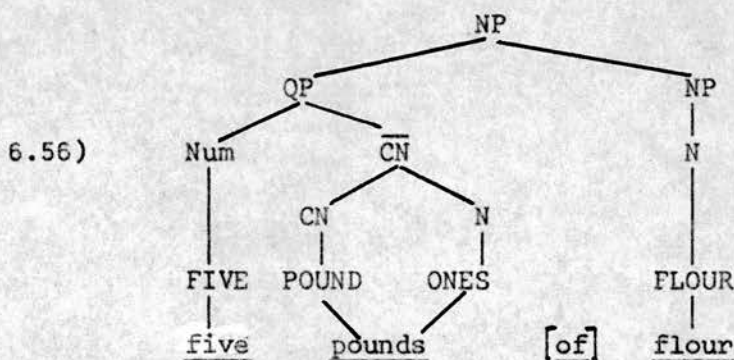 NP
QP NP
6.56) Num C̅N̅ N
CN N
FIVE POUND ONES FLOUR
five pounds [of] flour